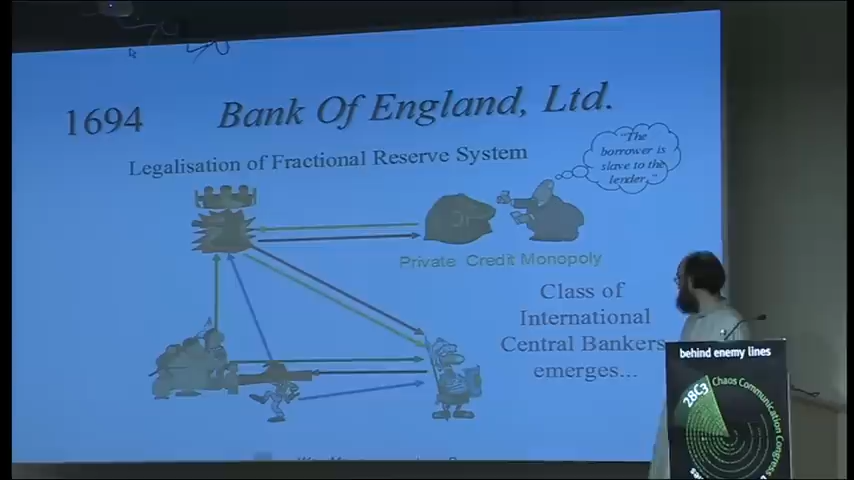 1694
Bank Of England, Ltd.
Legalisation of Fractional Reserve System
"The
borrower is
slave to the
lender."
Private Credit Monopoly
Class of
International
Central Bankers
emerges...
behind enemy lines
28C3
Chaos Communication Congress